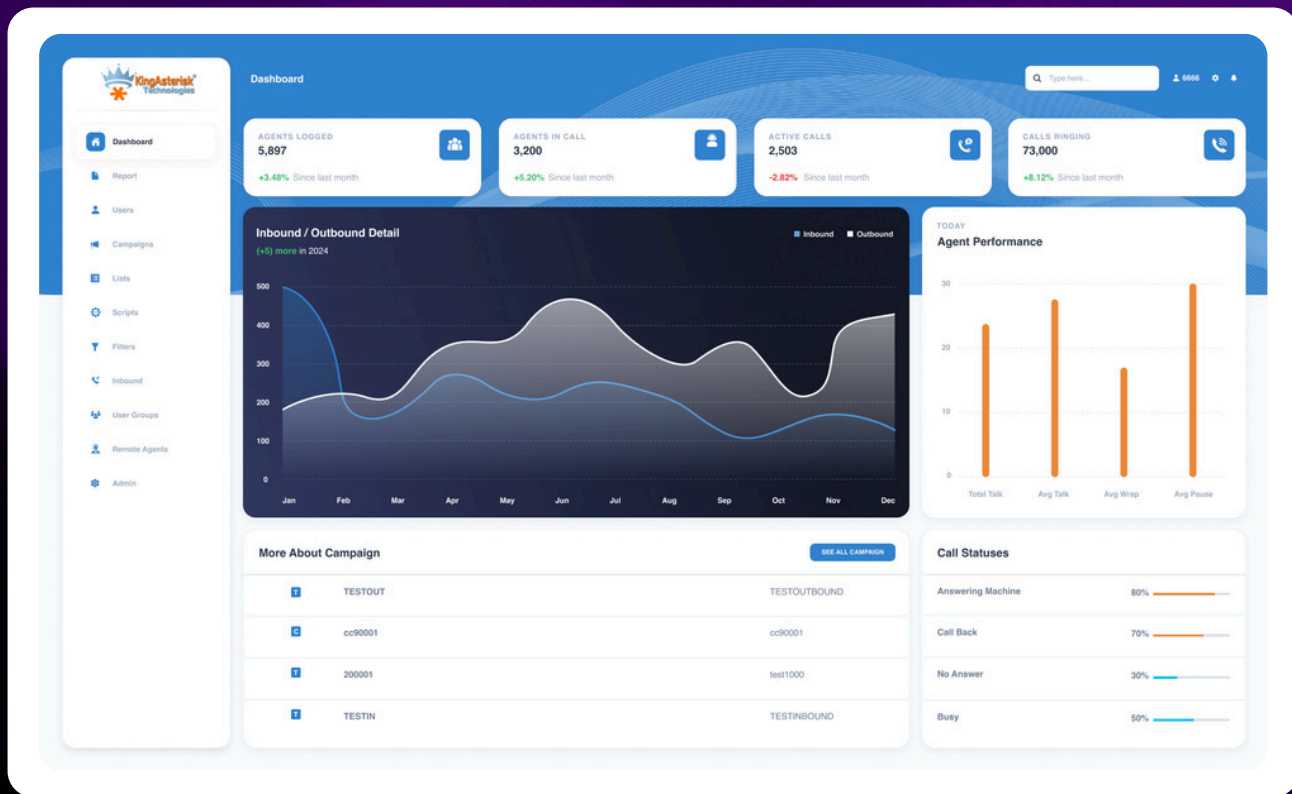 KingAsterisk
Technologies
Dashboard
Type here...
6666
Dashboard
Report
Users
Campaigns
Lists
Scripts
Filters
Inbound
User Groups
Remote Agents
Admin
AGENTS LOGGED
5,897
+3.48% Since last month
AGENTS IN CALL
3,200
+5.20% Since last month
ACTIVE CALLS
2,503
-2.82% Since last month
CALLS RINGING
73,000
+8.12% Since last month
Inbound / Outbound Detail
(+5) more in 2024
Inbound Outbound
500
400
300
200
100
0
Jan Feb Mar Apr May Jun Jul Aug Sep Oct Nov Dec
TODAY
Agent Performance
30
20
10
0
Total Talk Avg Talk Avg Wrap Avg Pause
More About Campaign
SEE ALL CAMPAIGN
T TESTOUT TESTOUTBOUND
C cc90001 cc90001
T 200001 test1000
T TESTIN TESTINBOUND
Call Statuses
Answering Machine 80%
Call Back 70%
No Answer 30%
Busy 50%